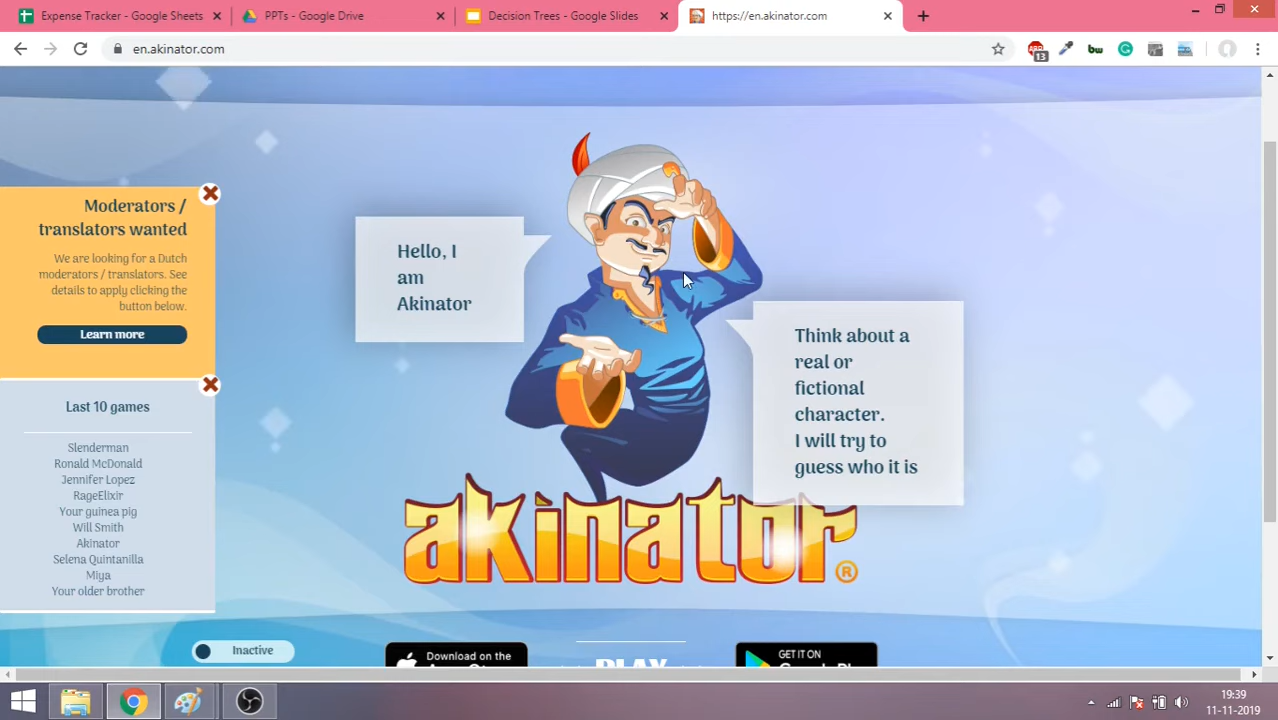 Expense Tracker - Google Sheets
PPTs - Google Drive
Decision Trees - Google Slides
https://en.akinator.com
en.akinator.com
13
Moderators /
translators wanted
We are looking for a Dutch
moderators / translators. See
details to apply clicking the
button below.
Learn more
Last 10 games
Slenderman
Ronald McDonald
Jennifer Lopez
RageElixir
Your guinea pig
Will Smith
Akinator
Selena Quintanilla
Miya
Your older brother
Hello, I
am
Akinator
Think about a
real or
fictional
character.
I will try to
guess who it is
akinator®
Inactive
Download on the
PLAY
GET IT ON
19:39
11-11-2019